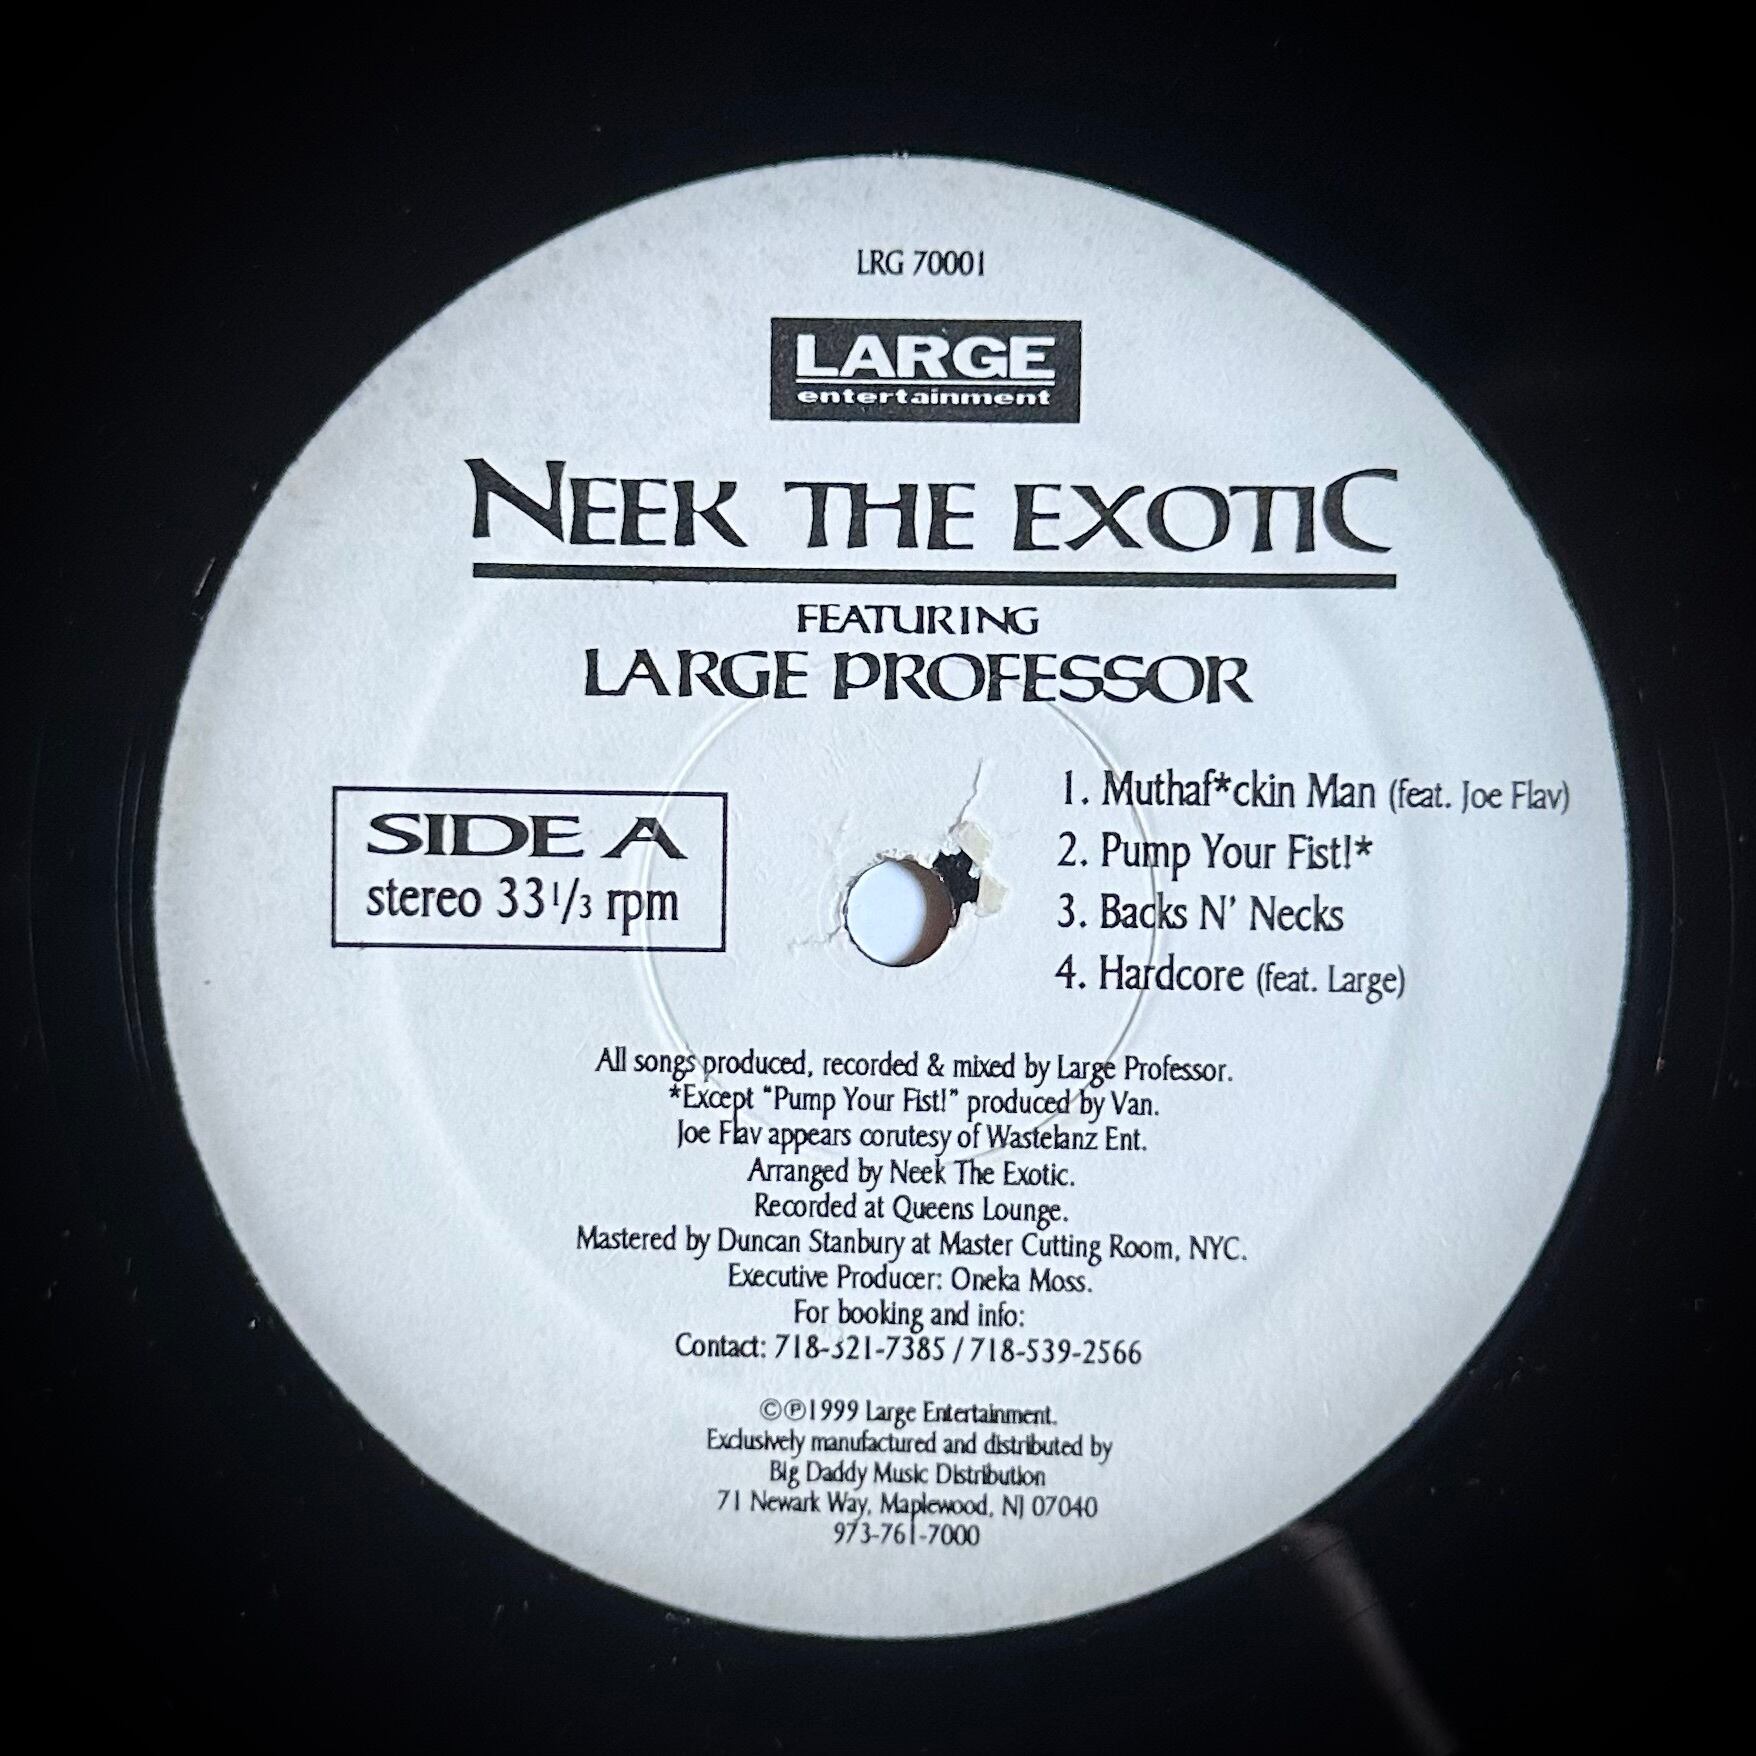 LRG 70001
LARGE
entertainment
NEEK THE EXOTIC
FEATURING
LARGE PROFESSOR
SIDE A
stereo 33 1/3 rpm
1. Muthaf*ckin Man (feat. Joe Flav)
2. Pump Your Fist!*
3. Backs N' Necks
4. Hardcore (feat. Large)
All songs produced, recorded & mixed by Large Professor.
*Except "Pump Your Fist!" produced by Van.
Joe Flav appears corutesy of Wastelanz Ent.
Arranged by Neek The Exotic.
Recorded at Queens Lounge.
Mastered by Duncan Stanbury at Master Cutting Room, NYC.
Executive Producer: Oneka Moss.
For booking and info:
Contact: 718-321-7385 / 718-539-2566
©℗1999 Large Entertainment.
Exclusively manufactured and distributed by
Big Daddy Music Distribution
71 Newark Way, Maplewood, NJ 07040
973-761-7000